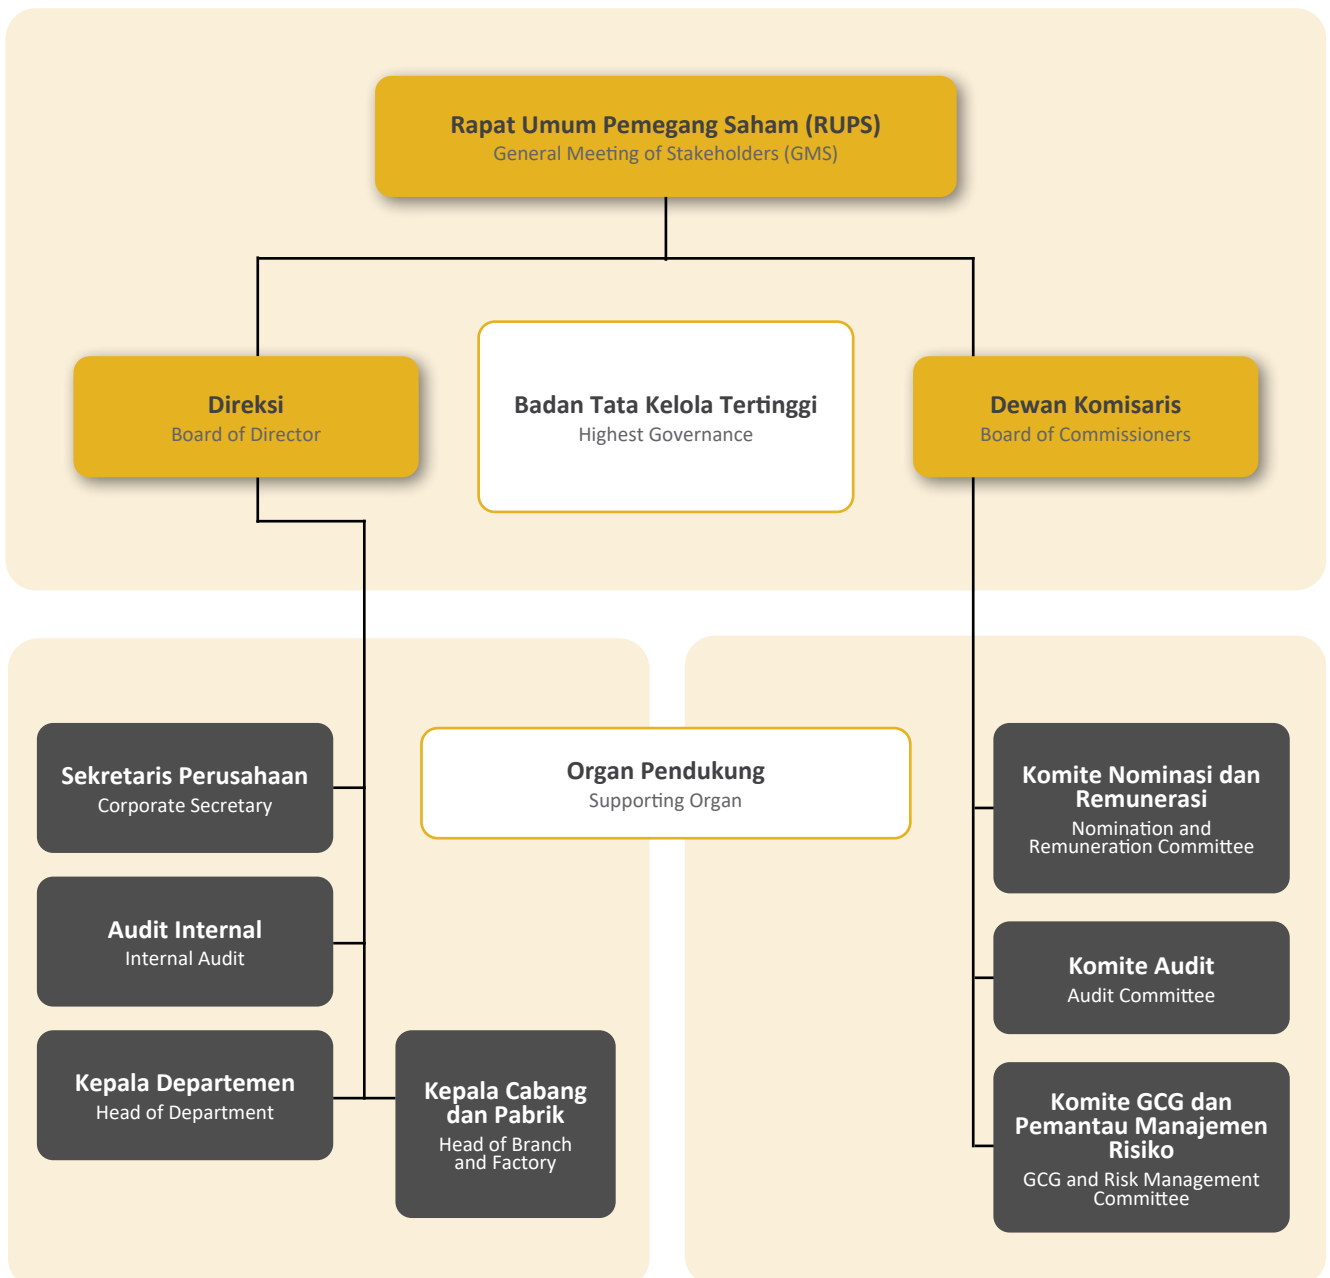 Rapat Umum Pemegang Saham (RUPS)
General Meeting of Stakeholders (GMS)
Direksi
Board of Director
Badan Tata Kelola Tertinggi
Highest Governance
Dewan Komisaris
Board of Commissioners
Sekretaris Perusahaan
Corporate Secretary
Audit Internal
Internal Audit
Kepala Departemen
Head of Department
Kepala Cabang
dan Pabrik
Head of Branch
and Factory
Organ Pendukung
Supporting Organ
Komite Nominasi dan
Remunerasi
Nomination and
Remuneration Committee
Komite Audit
Audit Committee
Komite GCG dan
Pemantau Manajemen
Risiko
GCG and Risk Management
Committee